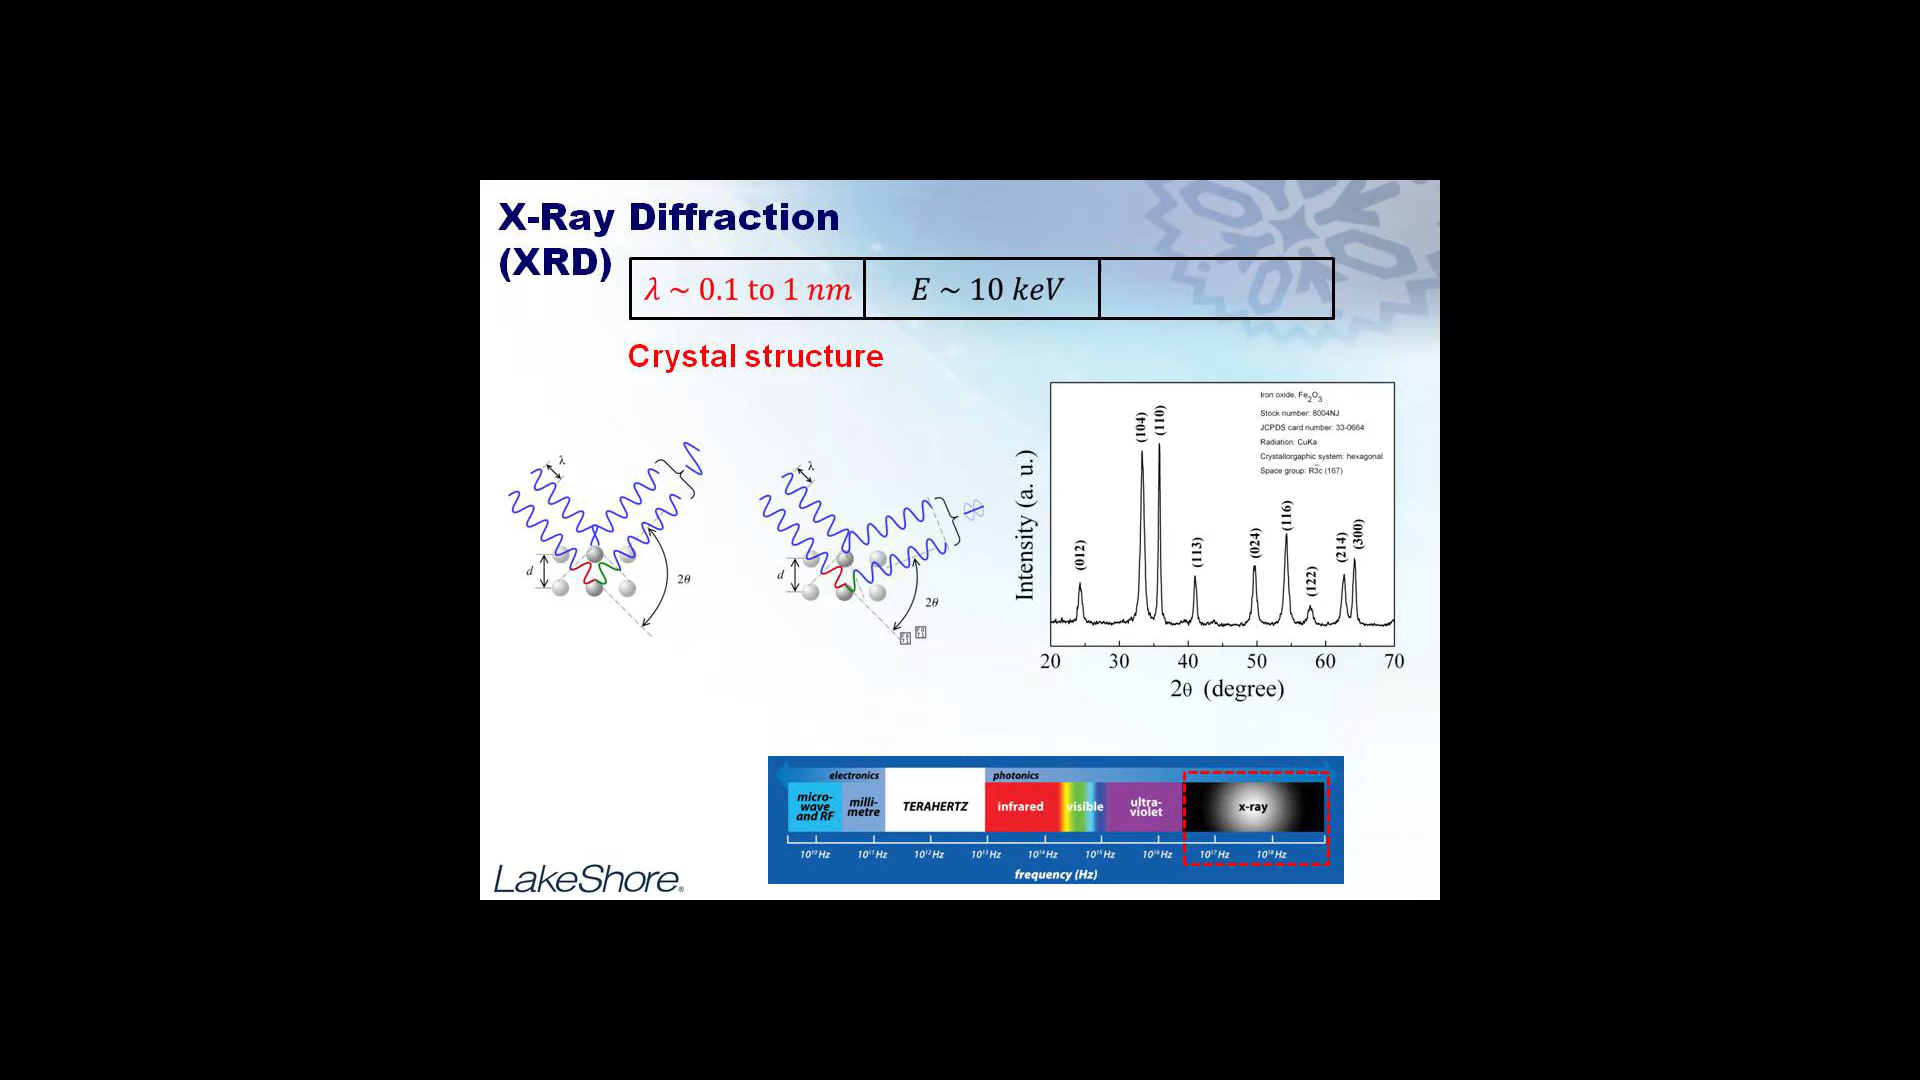 X-Ray Diffraction
(XRD)
λ ~ 0.1 to 1 nm
E ~ 10 keV
Crystal structure
λ
d
2θ
λ
d
2θ
Intensity (a. u.)
(012)
(104)
(110)
(113)
(024)
(116)
(122)
(214)
(300)
Iron oxide, Fe2O3
Stock number: 8004NJ
JCPDS card number: 33-0664
Radiation: CuKa
Crystallorgaphic system: hexagonal
Space group: R3̅c (167)
20 30 40 50 60 70
2θ (degree)
electronics
photonics
micro-
wave
and RF
milli-
metre
TERAHERTZ
infrared
visible
ultra-
violet
x-ray
10¹⁰ Hz 10¹¹ Hz 10¹² Hz 10¹³ Hz 10¹⁴ Hz 10¹⁵ Hz 10¹⁶ Hz 10¹⁷ Hz 10¹⁸ Hz
frequency (Hz)
LakeShore®